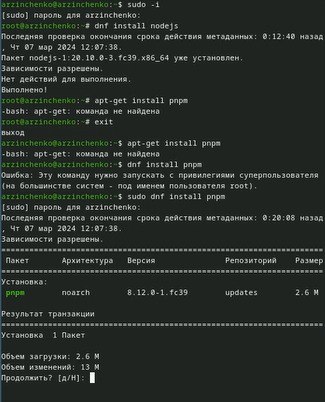 arzinchenko@arzinchenko:~$ sudo -i
[sudo] пароль для arzinchenko:
root@arzinchenko:~# dnf install nodejs
Последняя проверка окончания срока действия метаданных: 0:12:40 назад
, Чт 07 мар 2024 12:07:38.
Пакет nodejs-1:20.10.0-3.fc39.x86_64 уже установлен.
Зависимости разрешены.
Нет действий для выполнения.
Выполнено!
root@arzinchenko:~# apt-get install pnpm
-bash: apt-get: команда не найдена
root@arzinchenko:~# exit
выход
arzinchenko@arzinchenko:~$ apt-get install pnpm
-bash: apt-get: команда не найдена
arzinchenko@arzinchenko:~$ dnf install pnpm
Ошибка: Эту команду нужно запускать с привилегиями суперпользователя
(на большинстве систем - под именем пользователя root).
arzinchenko@arzinchenko:~$ sudo dnf install pnpm
[sudo] пароль для arzinchenko:
Последняя проверка окончания срока действия метаданных: 0:20:08 назад
, Чт 07 мар 2024 12:07:38.
Зависимости разрешены.
Пакет Архитектура Версия Репозиторий Размер
Установка:
pnpm noarch 8.12.0-1.fc39 updates 2.6 M
Результат транзакции
Установка 1 Пакет
Объем загрузки: 2.6 M
Объем изменений: 13 M
Продолжить? [д/Н]: